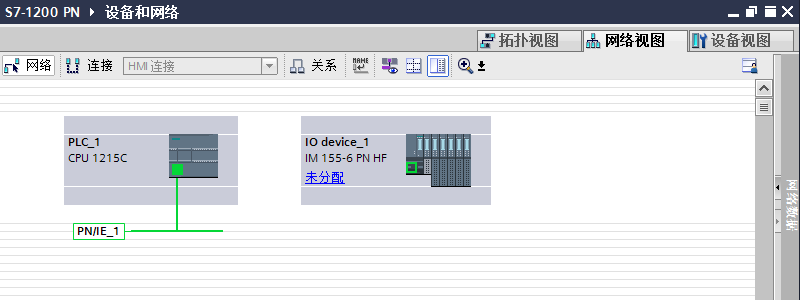 S7-1200 PN ▸ 设备和网络
拓扑视图 网络视图 设备视图
网络 连接 HMI 连接 关系 NAME
PLC_1
CPU 1215C
IO device_1
IM 155-6 PN HF
未分配
PN/IE_1
网络数据